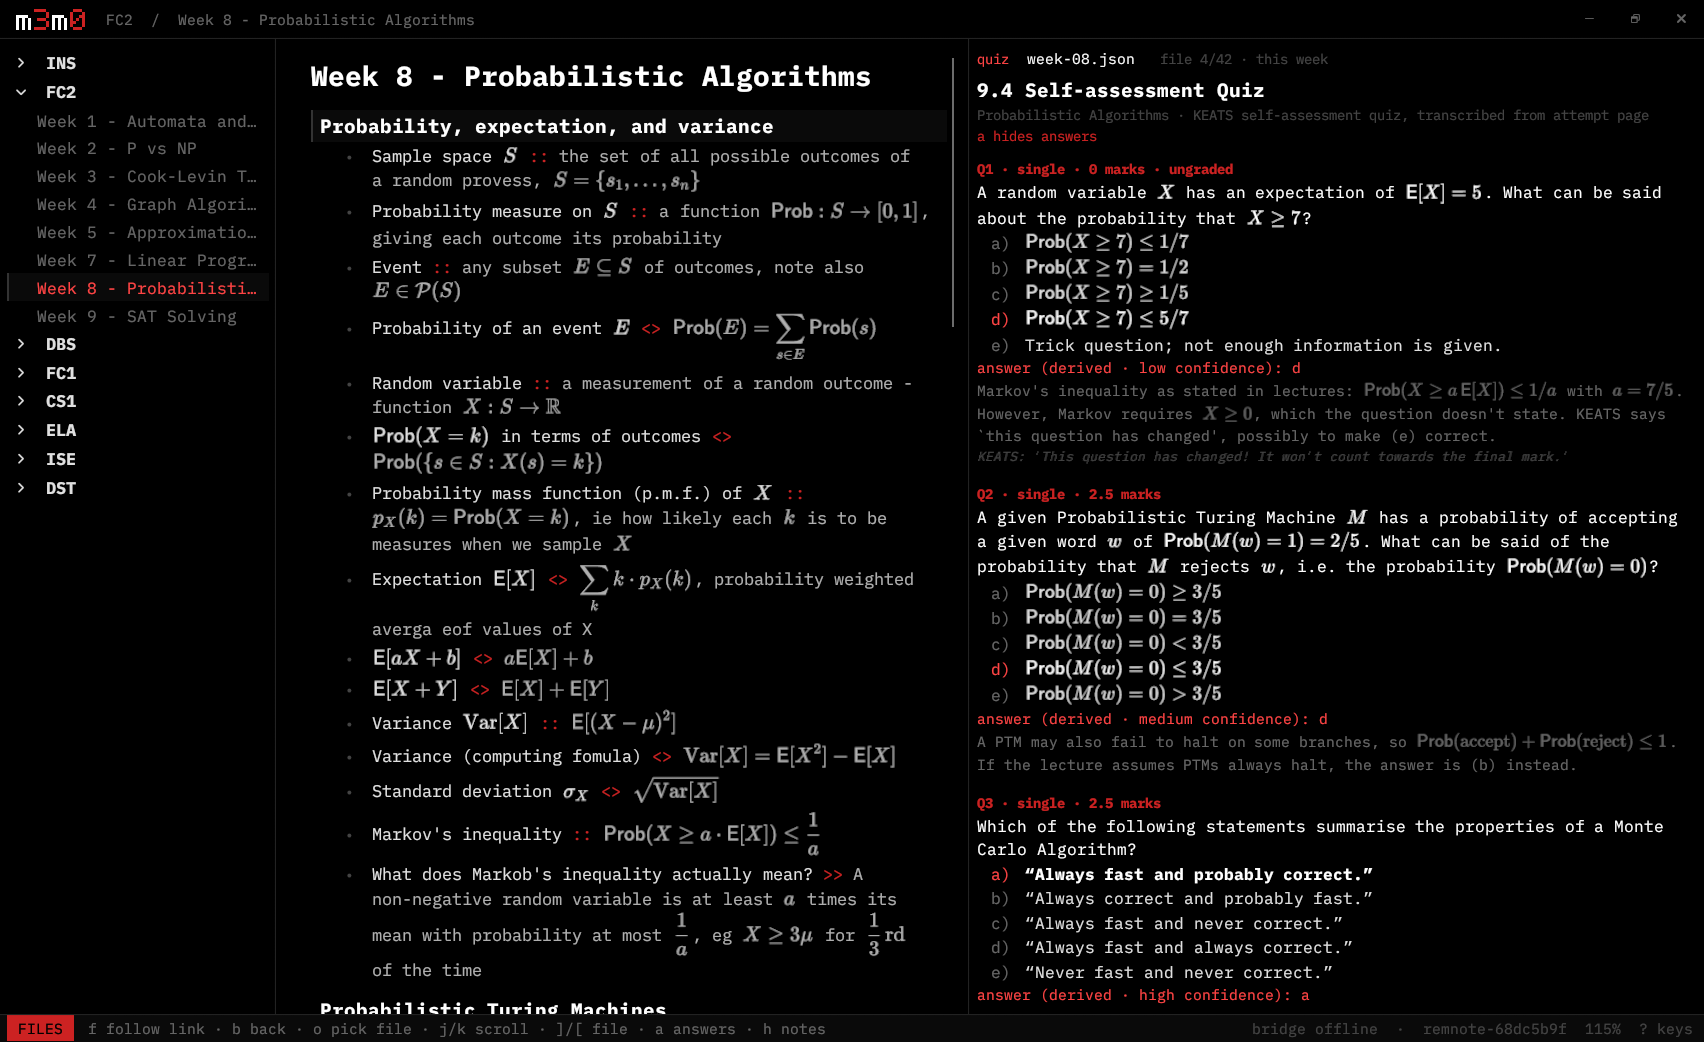 m3m0 FC2 / Week 8 - Probabilistic Algorithms
INS
FC2
Week 1 - Automata and…
Week 2 - P vs NP
Week 3 - Cook-Levin T…
Week 4 - Graph Algori…
Week 5 - Approximatio…
Week 7 - Linear Progr…
Week 8 - Probabilisti…
Week 9 - SAT Solving
DBS
FC1
CS1
ELA
ISE
DST
Week 8 - Probabilistic Algorithms
Probability, expectation, and variance
• Sample space S :: the set of all possible outcomes of
a random provess, S = {s₁, …, sₙ}
• Probability measure on S :: a function Prob : S → [0, 1],
giving each outcome its probability
• Event :: any subset E ⊆ S of outcomes, note also
E ∈ 𝒫(S)
• Probability of an event E <> Prob(E) = ∑_{s∈E} Prob(s)
• Random variable :: a measurement of a random outcome -
function X : S → ℝ
• Prob(X = k) in terms of outcomes <>
Prob({s ∈ S : X(s) = k})
• Probability mass function (p.m.f.) of X ::
p_X(k) = Prob(X = k), ie how likely each k is to be
measures when we sample X
• Expectation E[X] <> ∑_k k · p_X(k), probability weighted
averga eof values of X
• E[aX + b] <> aE[X] + b
• E[X + Y] <> E[X] + E[Y]
• Variance Var[X] :: E[(X − μ)²]
• Variance (computing fomula) <> Var[X] = E[X²] − E[X]
• Standard deviation σ_X <> √Var[X]
• Markov's inequality :: Prob(X ≥ a · E[X]) ≤ 1/a
• What does Markob's inequality actually mean? >> A
non-negative random variable is at least a times its
mean with probability at most 1/a, eg X ≥ 3μ for 1/3 rd
of the time
Probabilistic Turing Machines
quiz week-08.json file 4/42 · this week
9.4 Self-assessment Quiz
Probabilistic Algorithms · KEATS self-assessment quiz, transcribed from attempt page
a hides answers
Q1 · single · 0 marks · ungraded
A random variable X has an expectation of E[X] = 5. What can be said
about the probability that X ≥ 7?
a) Prob(X ≥ 7) ≤ 1/7
b) Prob(X ≥ 7) = 1/2
c) Prob(X ≥ 7) ≥ 1/5
d) Prob(X ≥ 7) ≤ 5/7
e) Trick question; not enough information is given.
answer (derived · low confidence): d
Markov's inequality as stated in lectures: Prob(X ≥ a E[X]) ≤ 1/a with a = 7/5.
However, Markov requires X ≥ 0, which the question doesn't state. KEATS says
`this question has changed', possibly to make (e) correct.
KEATS: ‘This question has changed! It won't count towards the final mark.’
Q2 · single · 2.5 marks
A given Probabilistic Turing Machine M has a probability of accepting
a given word w of Prob(M(w) = 1) = 2/5. What can be said of the
probability that M rejects w, i.e. the probability Prob(M(w) = 0)?
a) Prob(M(w) = 0) ≥ 3/5
b) Prob(M(w) = 0) = 3/5
c) Prob(M(w) = 0) < 3/5
d) Prob(M(w) = 0) ≤ 3/5
e) Prob(M(w) = 0) > 3/5
answer (derived · medium confidence): d
A PTM may also fail to halt on some branches, so Prob(accept) + Prob(reject) ≤ 1.
If the lecture assumes PTMs always halt, the answer is (b) instead.
Q3 · single · 2.5 marks
Which of the following statements summarise the properties of a Monte
Carlo Algorithm?
a) “Always fast and probably correct.”
b) “Always correct and probably fast.”
c) “Always fast and never correct.”
d) “Always fast and always correct.”
e) “Never fast and never correct.”
answer (derived · high confidence): a
FILES f follow link · b back · o pick file · j/k scroll · ]/[ file · a answers · h notes
bridge offline · remnote-68dc5b9f 115% ? keys